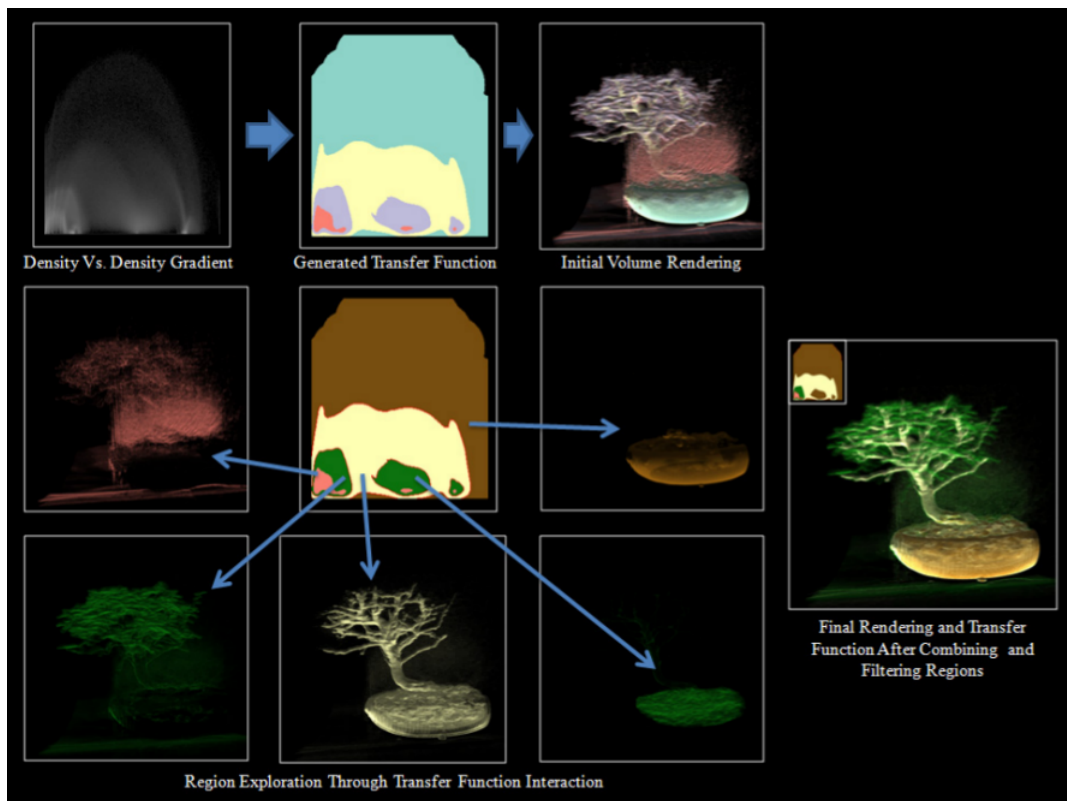 Density Vs. Density Gradient
Generated Transfer Function
Initial Volume Rendering
Final Rendering and Transfer
Function After Combining and
Filtering Regions
Region Exploration Through Transfer Function Interaction